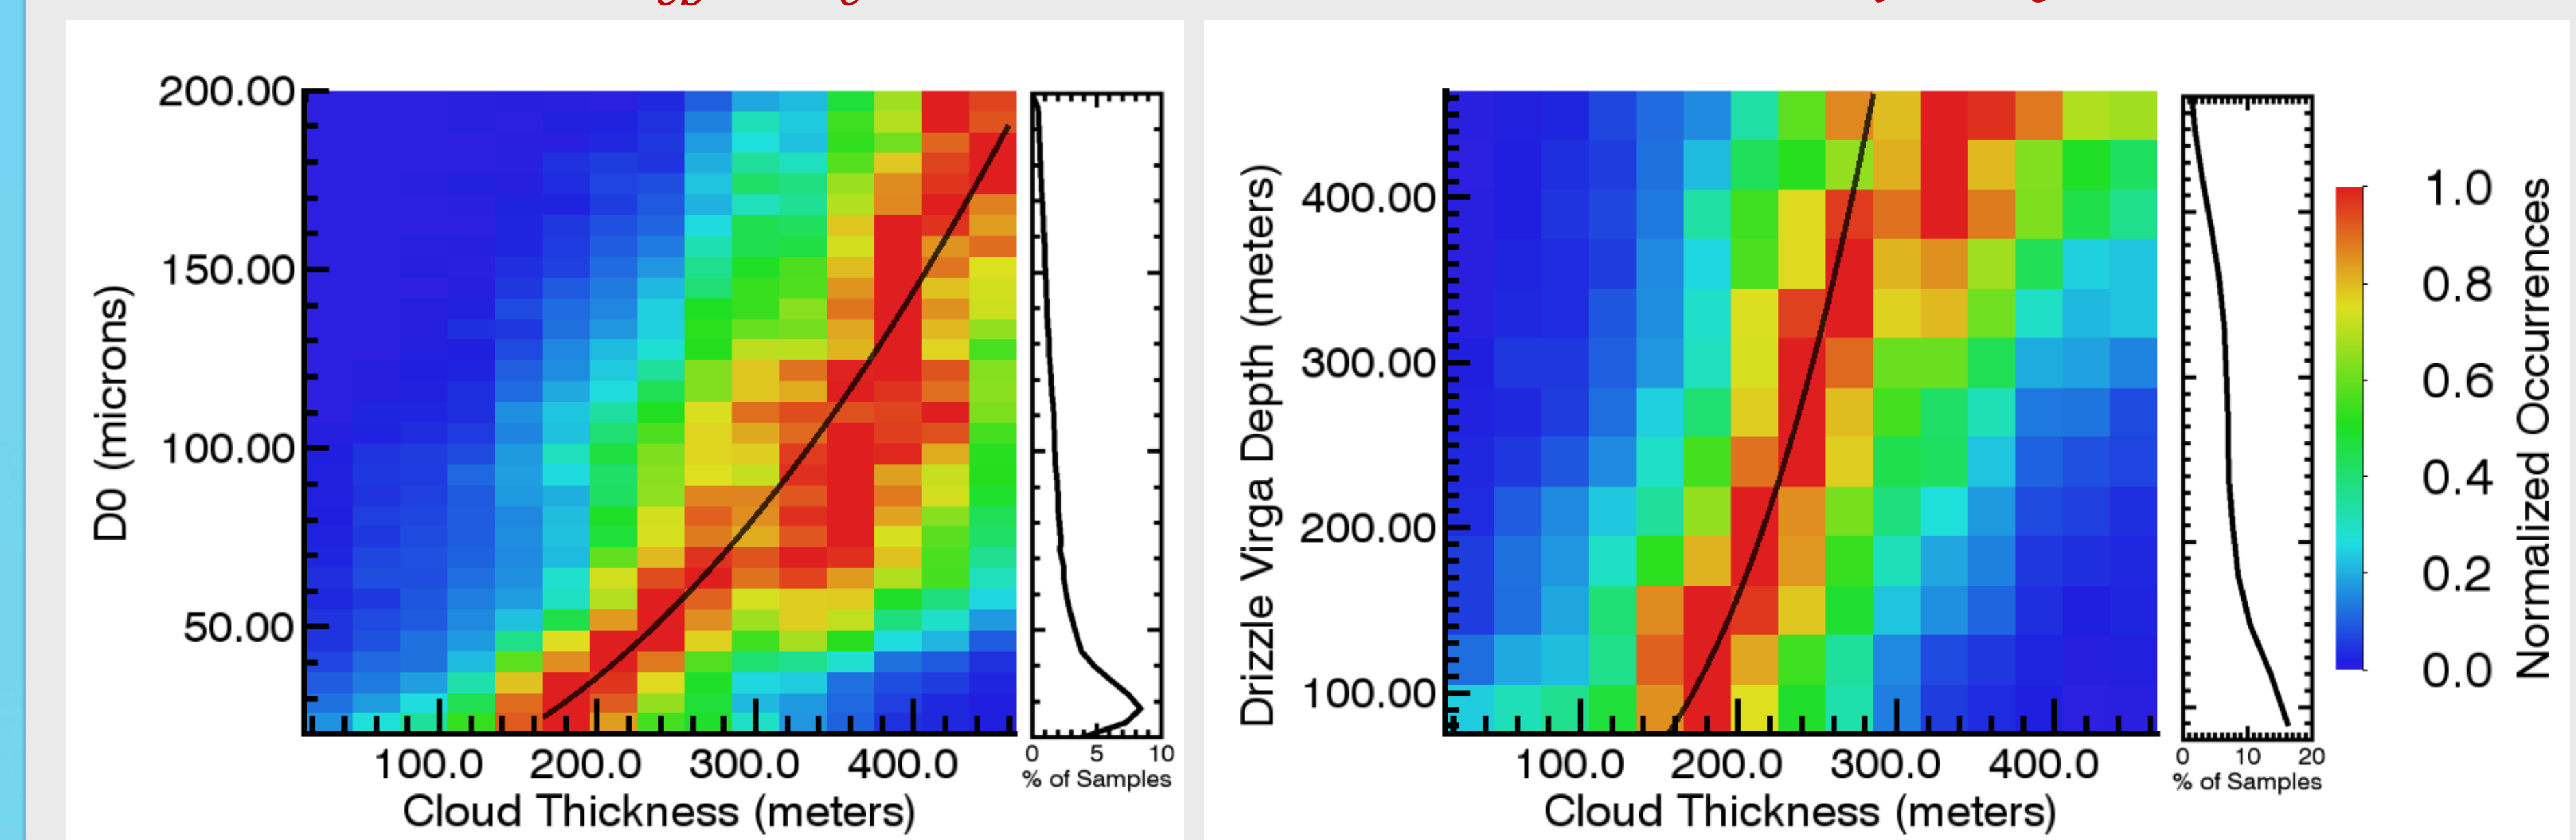 200.00
150.00
100.00
50.00
D0 (microns)
100.0 200.0 300.0 400.0
Cloud Thickness (meters)
0 5 10
% of Samples
400.00
300.00
200.00
100.00
Drizzle Virga Depth (meters)
100.0 200.0 300.0 400.0
Cloud Thickness (meters)
0 10 20
% of Samples
1.0
0.8
0.6
0.4
0.2
0.0
Normalized Occurrences